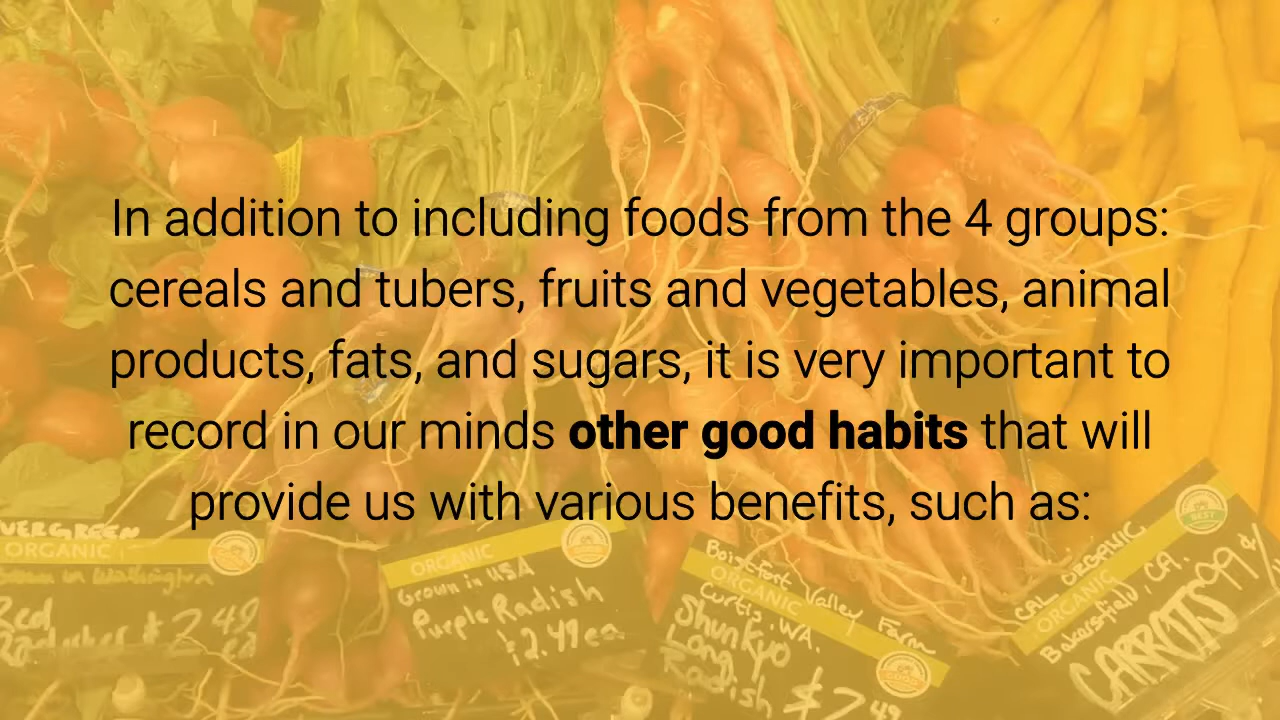 In addition to including foods from the 4 groups:
cereals and tubers, fruits and vegetables, animal
products, fats, and sugars, it is very important to
record in our minds other good habits that will
provide us with various benefits, such as:
VERGREEN
ORGANIC
Grown in Washington
Red
Radishes $2.49
ea
ORGANIC
Grown in USA
Purple Radish
$2.49 ea
Boistfort Valley Farm
ORGANIC
Curtis, WA.
Shunkyo
Long
Radish $2.49
CAL ORGANIC
ORGANIC
Bakersfield, CA.
CARROTS 99¢/
BEST